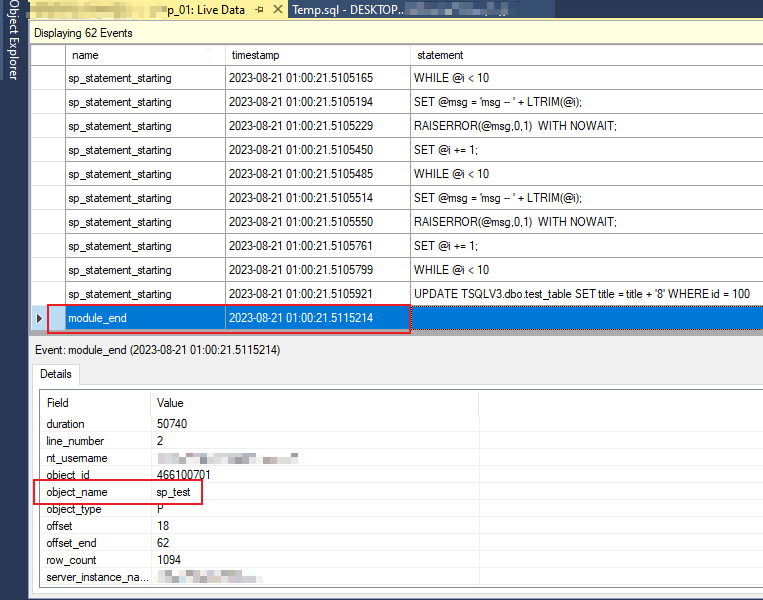 Object Explorer
p_01: Live Data Temp.sql - DESKTOP...
Displaying 62 Events
name timestamp statement
sp_statement_starting 2023-08-21 01:00:21.5105165 WHILE @i < 10
sp_statement_starting 2023-08-21 01:00:21.5105194 SET @msg = 'msg -- ' + LTRIM(@i);
sp_statement_starting 2023-08-21 01:00:21.5105229 RAISERROR(@msg,0,1)  WITH NOWAIT;
sp_statement_starting 2023-08-21 01:00:21.5105450 SET @i += 1;
sp_statement_starting 2023-08-21 01:00:21.5105485 WHILE @i < 10
sp_statement_starting 2023-08-21 01:00:21.5105514 SET @msg = 'msg -- ' + LTRIM(@i);
sp_statement_starting 2023-08-21 01:00:21.5105550 RAISERROR(@msg,0,1)  WITH NOWAIT;
sp_statement_starting 2023-08-21 01:00:21.5105761 SET @i += 1;
sp_statement_starting 2023-08-21 01:00:21.5105799 WHILE @i < 10
sp_statement_starting 2023-08-21 01:00:21.5105921 UPDATE TSQLV3.dbo.test_table SET title = title + '8' WHERE id = 100
module_end 2023-08-21 01:00:21.5115214
Event: module_end (2023-08-21 01:00:21.5115214)
Details
Field Value
duration 50740
line_number 2
nt_username
object_id 466100701
object_name sp_test
object_type P
offset 18
offset_end 62
row_count 1094
server_instance_na...